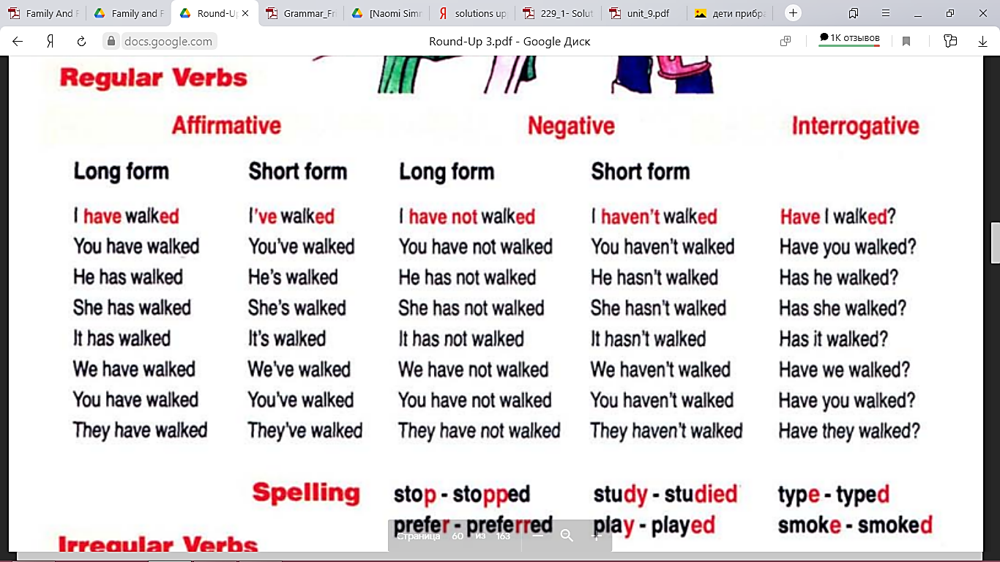 Family And F
Family and F
Round-Up
Grammar_Fri
[Naomi Simm
solutions up
229_1- Solut
unit_9.pdf
дети прибра
docs.google.com
Round-Up 3.pdf - Google Диск
1K отзывов
Regular Verbs
Affirmative Negative Interrogative
Long form Short form Long form Short form
I have walked I've walked I have not walked I haven't walked Have I walked?
You have walked You've walked You have not walked You haven't walked Have you walked?
He has walked He's walked He has not walked He hasn't walked Has he walked?
She has walked She's walked She has not walked She hasn't walked Has she walked?
It has walked It's walked It has not walked It hasn't walked Has it walked?
We have walked We've walked We have not walked We haven't walked Have we walked?
You have walked You've walked You have not walked You haven't walked Have you walked?
They have walked They've walked They have not walked They haven't walked Have they walked?
Spelling stop - stopped study - studied type - typed
prefer - preferred play - played smoke - smoked
Страница 60 из 163
Irregular Verbs